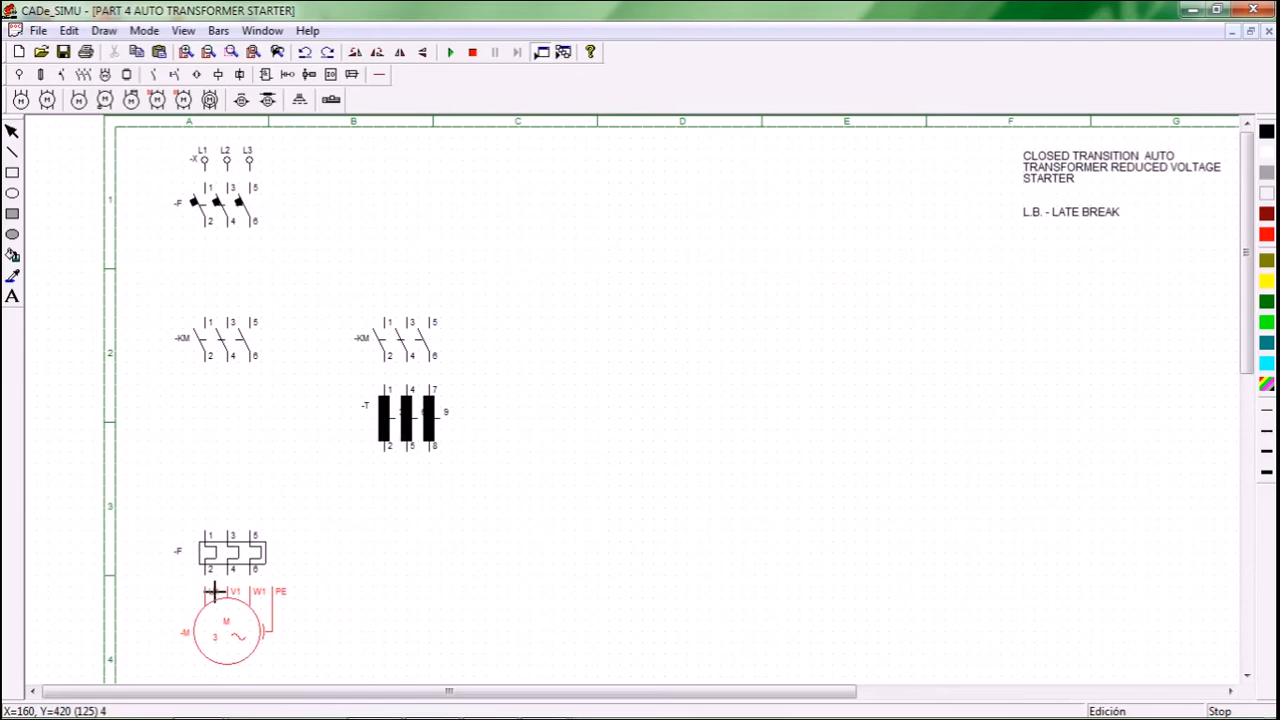 CADe_SIMU - [PART 4 AUTO TRANSFORMER STARTER]
File Edit Draw Mode View Bars Window Help
A B C D E F G
L1 L2 L3
-X
1 3 5
-F
2 4 6
1
CLOSED TRANSITION AUTO
TRANSFORMER REDUCED VOLTAGE
STARTER
L.B. - LATE BREAK
1 3 5 1 3 5
-KM -KM
2 4 6 2 4 6
2
1 4 7
-T 9
2 5 8
3
1 3 5
-F
2 4 6
V1 W1 PE
M
-M 3
4
X=160, Y=420 (125) 4 Edición Stop